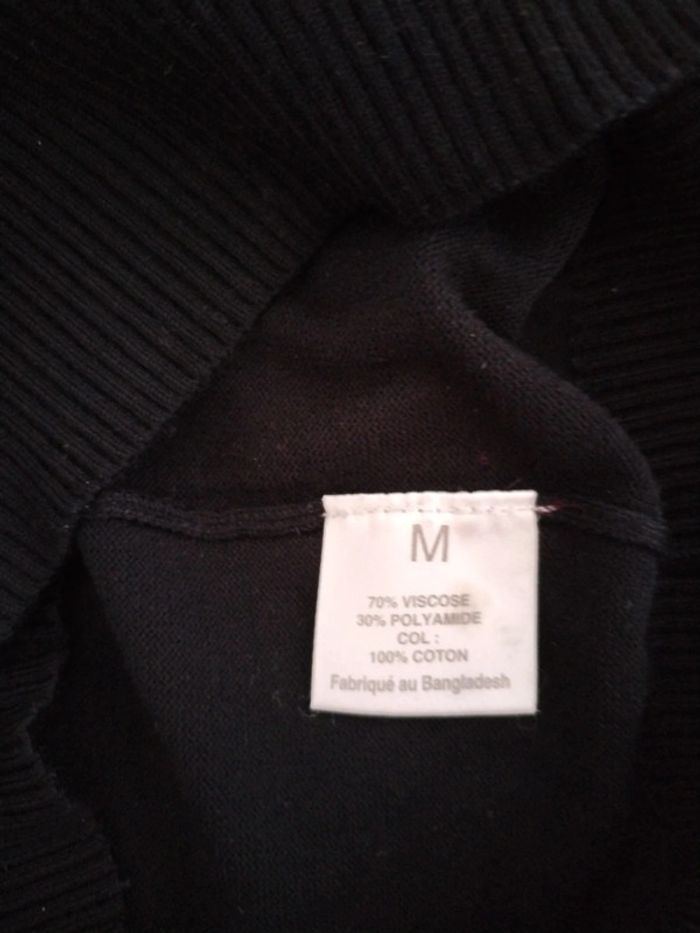 M
70% VISCOSE
30% POLYAMIDE
COL :
100% COTON
Fabriqué au Bangladesh